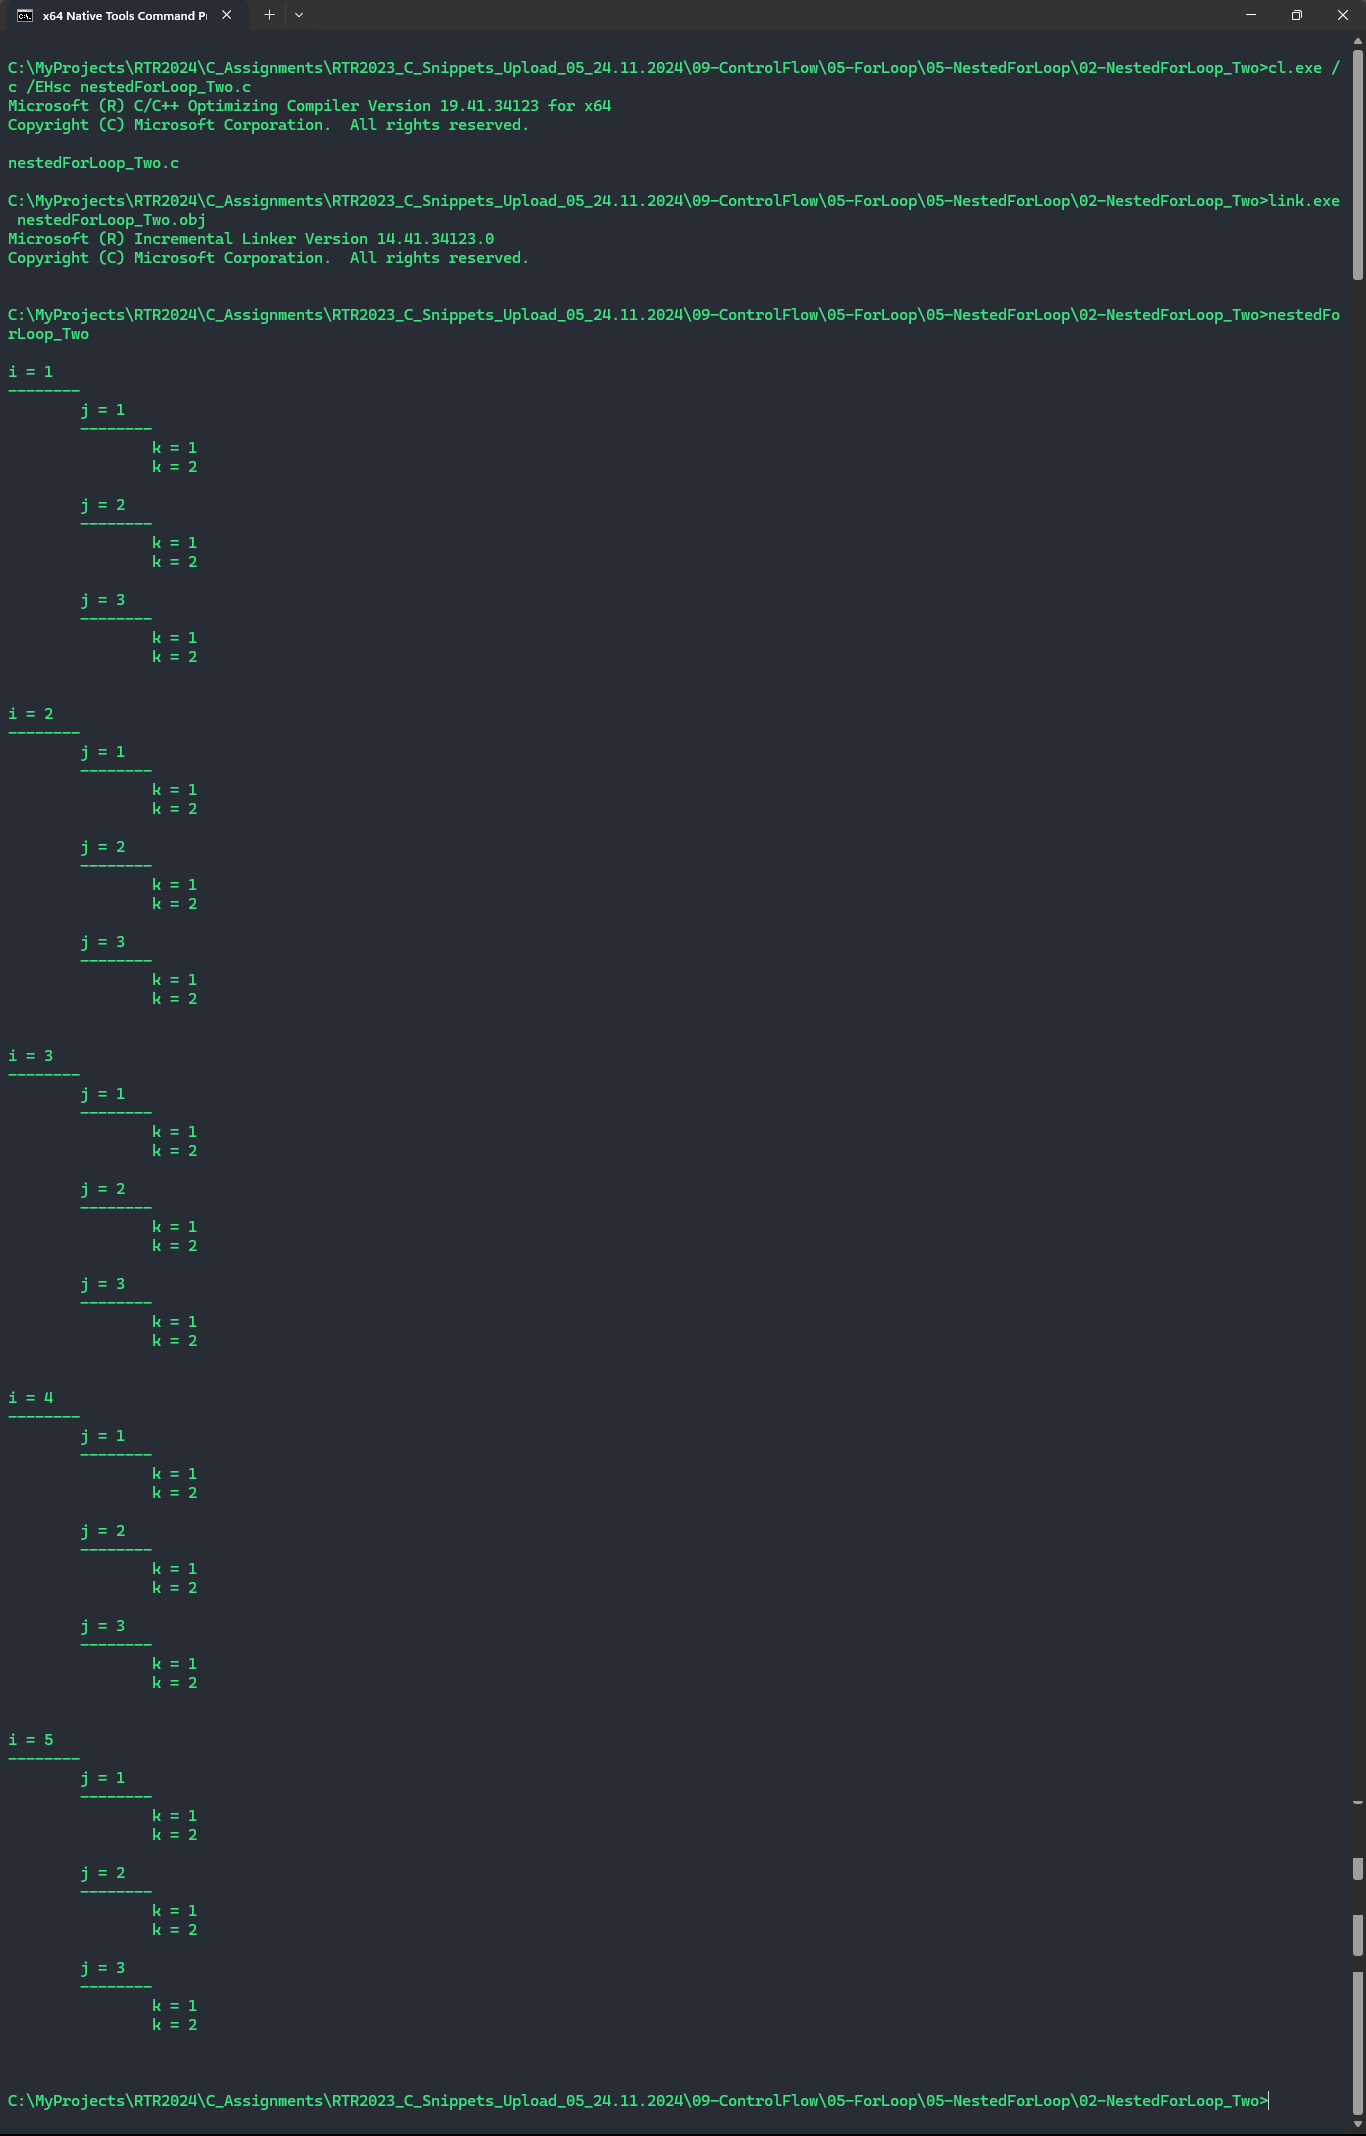 x64 Native Tools Command P
C:\MyProjects\RTR2024\C_Assignments\RTR2023_C_Snippets_Upload_05_24.11.2024\09-ControlFlow\05-ForLoop\05-NestedForLoop\02-NestedForLoop_Two>cl.exe /
c /EHsc nestedForLoop_Two.c
Microsoft (R) C/C++ Optimizing Compiler Version 19.41.34123 for x64
Copyright (C) Microsoft Corporation.  All rights reserved.

nestedForLoop_Two.c

C:\MyProjects\RTR2024\C_Assignments\RTR2023_C_Snippets_Upload_05_24.11.2024\09-ControlFlow\05-ForLoop\05-NestedForLoop\02-NestedForLoop_Two>link.exe
 nestedForLoop_Two.obj
Microsoft (R) Incremental Linker Version 14.41.34123.0
Copyright (C) Microsoft Corporation.  All rights reserved.


C:\MyProjects\RTR2024\C_Assignments\RTR2023_C_Snippets_Upload_05_24.11.2024\09-ControlFlow\05-ForLoop\05-NestedForLoop\02-NestedForLoop_Two>nestedFo
rLoop_Two

i = 1
--------
        j = 1
        --------
                k = 1
                k = 2

        j = 2
        --------
                k = 1
                k = 2

        j = 3
        --------
                k = 1
                k = 2


i = 2
--------
        j = 1
        --------
                k = 1
                k = 2

        j = 2
        --------
                k = 1
                k = 2

        j = 3
        --------
                k = 1
                k = 2


i = 3
--------
        j = 1
        --------
                k = 1
                k = 2

        j = 2
        --------
                k = 1
                k = 2

        j = 3
        --------
                k = 1
                k = 2


i = 4
--------
        j = 1
        --------
                k = 1
                k = 2

        j = 2
        --------
                k = 1
                k = 2

        j = 3
        --------
                k = 1
                k = 2


i = 5
--------
        j = 1
        --------
                k = 1
                k = 2

        j = 2
        --------
                k = 1
                k = 2

        j = 3
        --------
                k = 1
                k = 2



C:\MyProjects\RTR2024\C_Assignments\RTR2023_C_Snippets_Upload_05_24.11.2024\09-ControlFlow\05-ForLoop\05-NestedForLoop\02-NestedForLoop_Two>